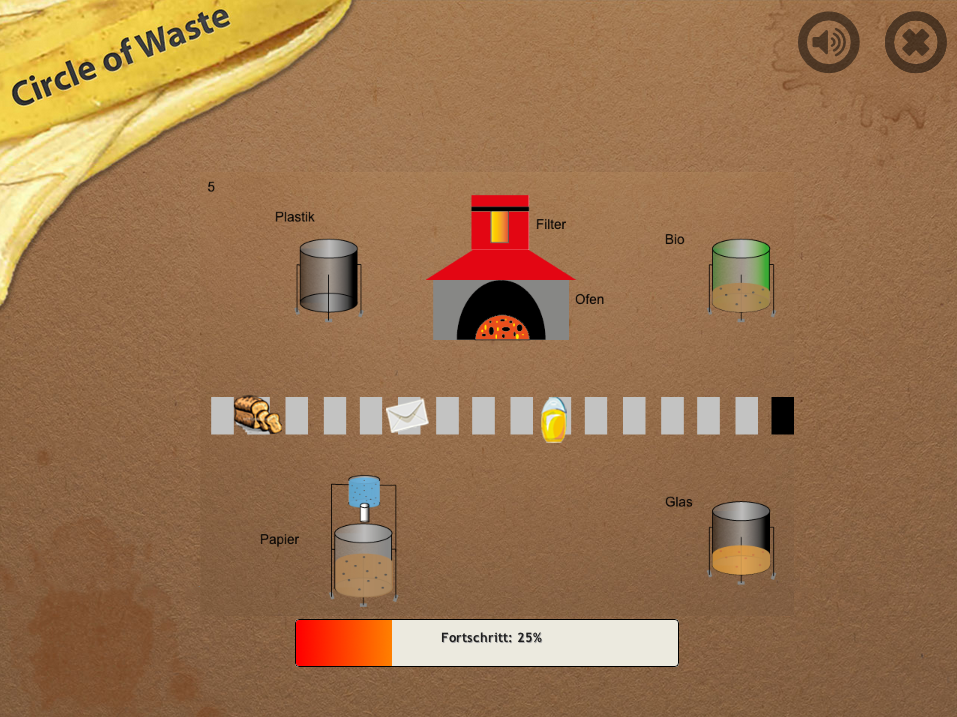 Circle of Waste
5
Plastik
Filter
Bio
Ofen
Glas
Papier
Fortschritt: 25%